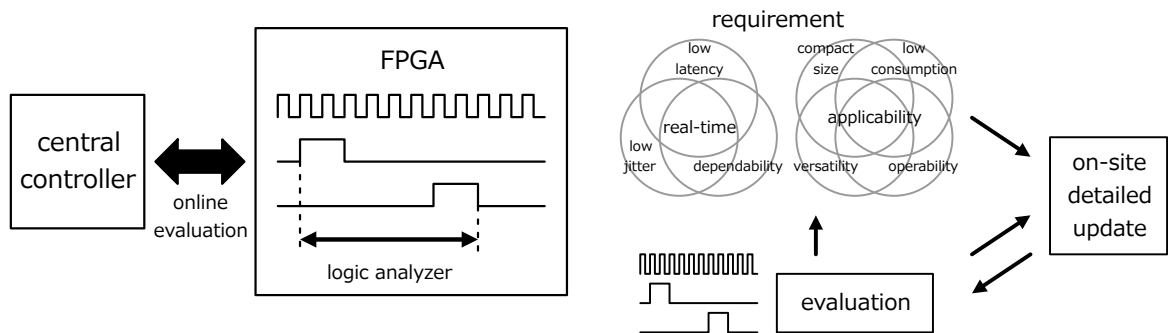 central
controller
online
evaluation
FPGA
logic analyzer
requirement
low
latency
real-time
low
jitter
dependability
compact
size
low
consumption
applicability
versatility
operability
on-site
detailed
update
evaluation